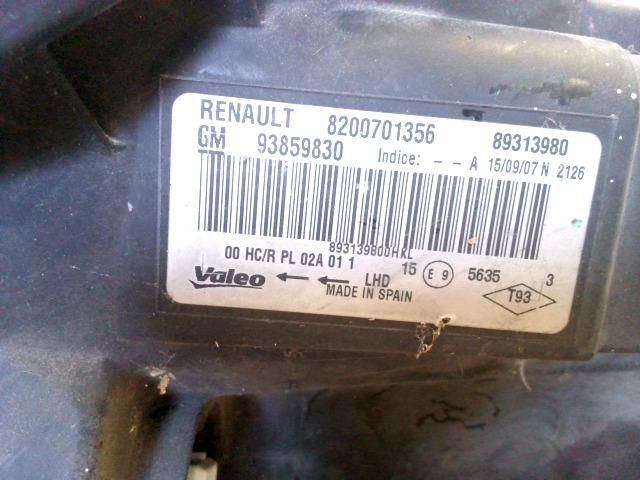 RENAULT 8200701356 89313980
GM 93859830 Indice: - - A 15/09/07 N 2126
893139800HKL
00 HC/R PL 02A 01 1 15 E 9 5635 3
Valeo LHD T93
MADE IN SPAIN